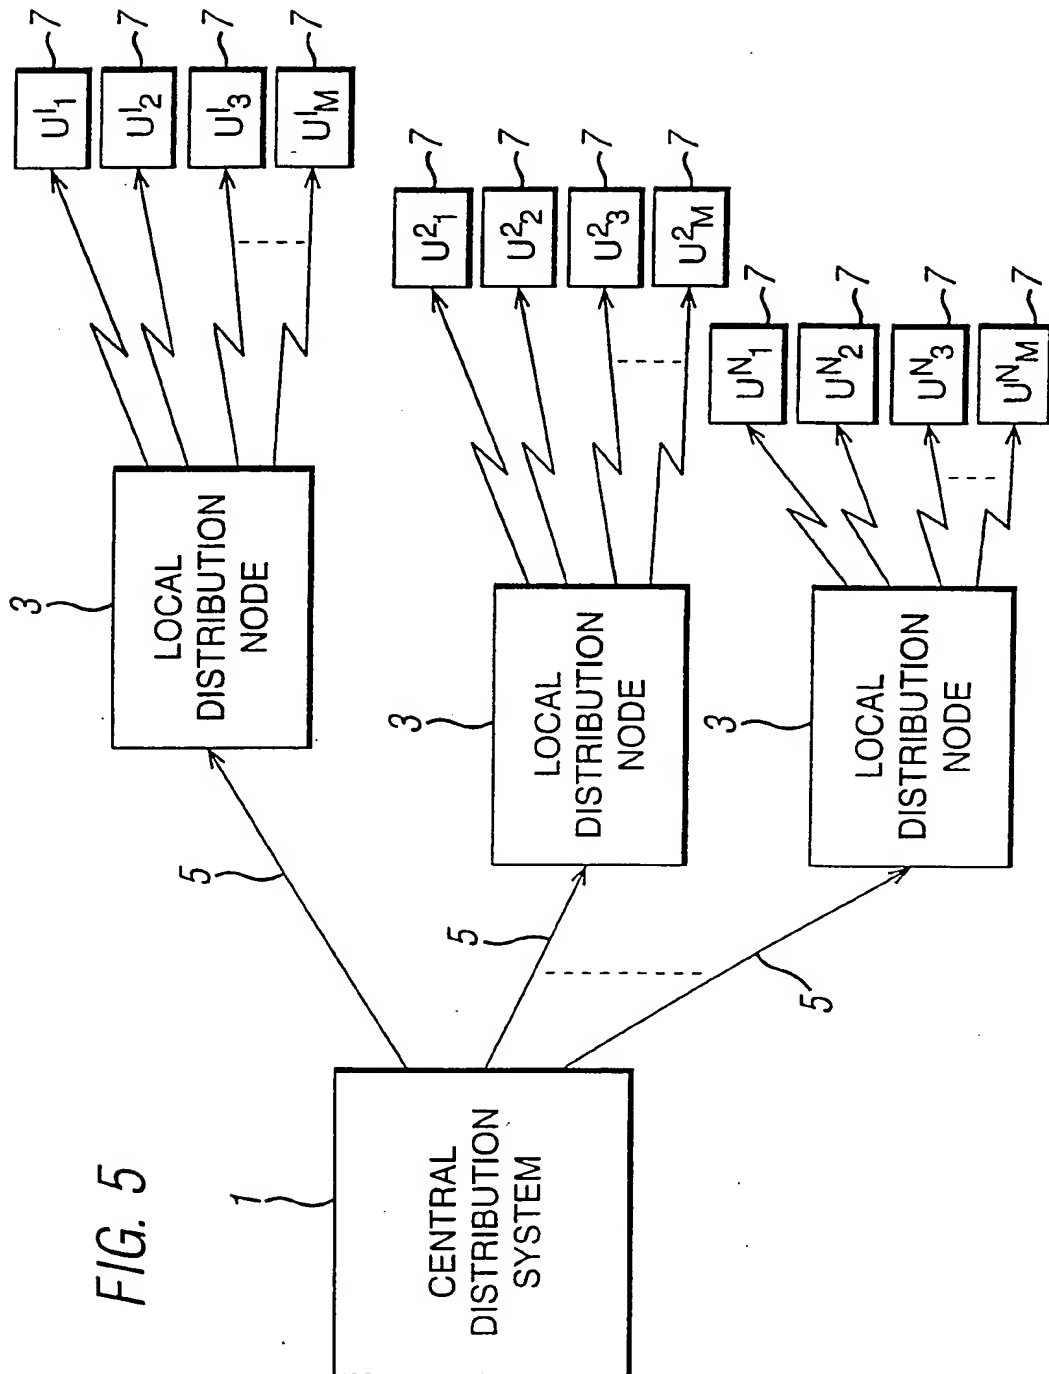 FIG. 5
1
CENTRAL
DISTRIBUTION
SYSTEM
5
5
5
3
LOCAL
DISTRIBUTION
NODE
3
LOCAL
DISTRIBUTION
NODE
3
LOCAL
DISTRIBUTION
NODE
U¹₁ 7
U¹₂ 7
U¹₃ 7
U¹M 7
U²₁ 7
U²₂ 7
U²₃ 7
U²M 7
Uᴺ₁ 7
Uᴺ₂ 7
Uᴺ₃ 7
UᴺM 7